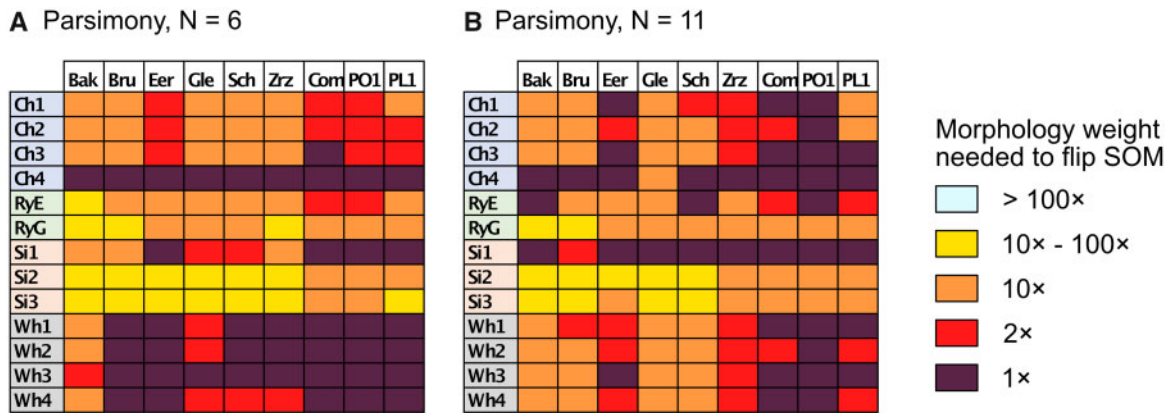 A Parsimony, N = 6
Bak Bru Eer Gle Sch Zrz Com PO1 PL1
Ch1
Ch2
Ch3
Ch4
RyE
RyG
Si1
Si2
Si3
Wh1
Wh2
Wh3
Wh4
B Parsimony, N = 11
Bak Bru Eer Gle Sch Zrz Com PO1 PL1
Ch1
Ch2
Ch3
Ch4
RyE
RyG
Si1
Si2
Si3
Wh1
Wh2
Wh3
Wh4
Morphology weight
needed to flip SOM
> 100×
10× - 100×
10×
2×
1×